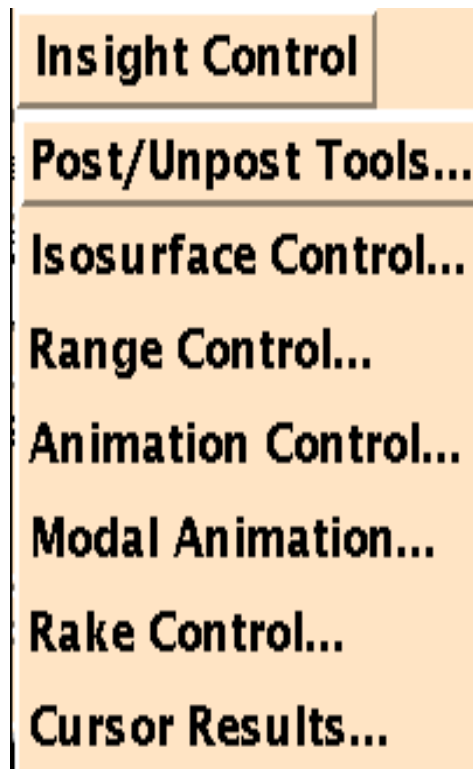 Insight Control
Post/Unpost Tools...
Isosurface Control...
Range Control...
Animation Control...
Modal Animation...
Rake Control...
Cursor Results...